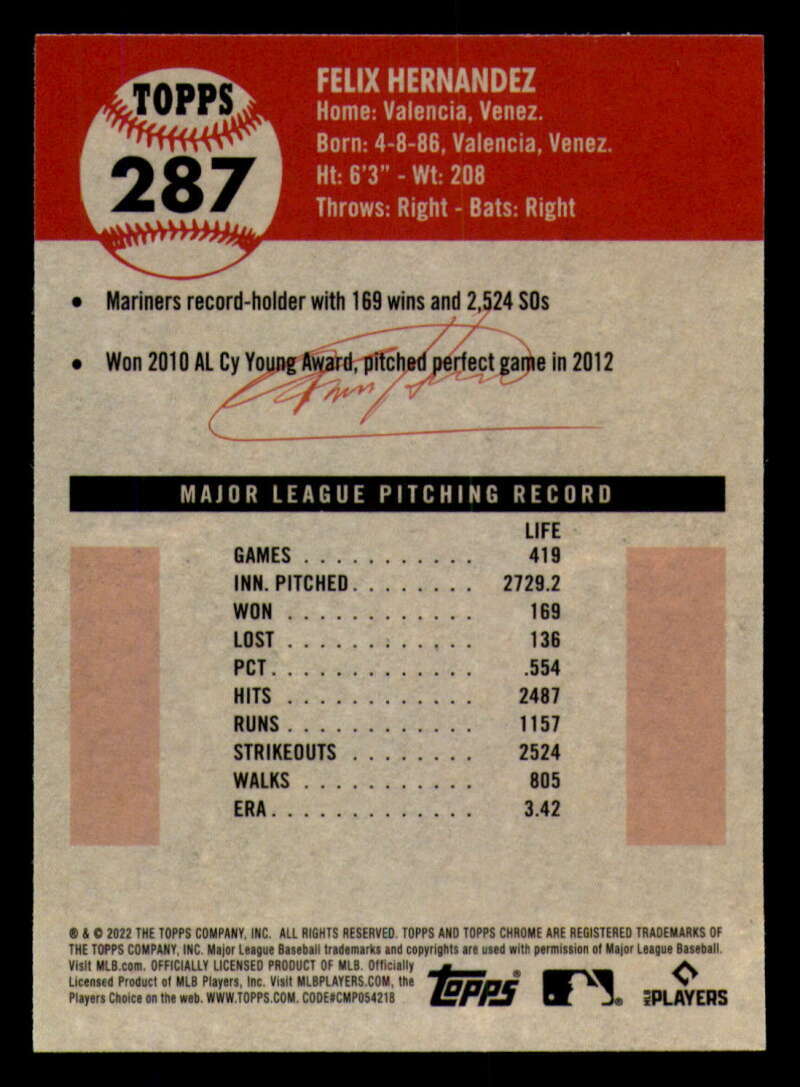 TOPPS
287
FELIX HERNANDEZ
Home: Valencia, Venez.
Born: 4-8-86, Valencia, Venez.
Ht: 6'3" - Wt: 208
Throws: Right - Bats: Right
• Mariners record-holder with 169 wins and 2,524 SOs
• Won 2010 AL Cy Young Award, pitched perfect game in 2012
MAJOR LEAGUE PITCHING RECORD
LIFE
GAMES . . . . . . . . . . . 419
INN. PITCHED. . . . . . . . 2729.2
WON . . . . . . . . . . . . 169
LOST . . . . . . . . . . . . 136
PCT. . . . . . . . . . . . . .554
HITS . . . . . . . . . . . . 2487
RUNS . . . . . . . . . . . . 1157
STRIKEOUTS . . . . . . . . 2524
WALKS . . . . . . . . . . . 805
ERA. . . . . . . . . . . . . 3.42
® & © 2022 THE TOPPS COMPANY, INC. ALL RIGHTS RESERVED. TOPPS AND TOPPS CHROME ARE REGISTERED TRADEMARKS OF
THE TOPPS COMPANY, INC. Major League Baseball trademarks and copyrights are used with permission of Major League Baseball.
Visit MLB.com. OFFICIALLY LICENSED PRODUCT OF MLB. Officially
Licensed Product of MLB Players, Inc. Visit MLBPLAYERS.COM, the
Players Choice on the web. WWW.TOPPS.COM. CODE#CMP054218
Topps®
MLB PLAYERS